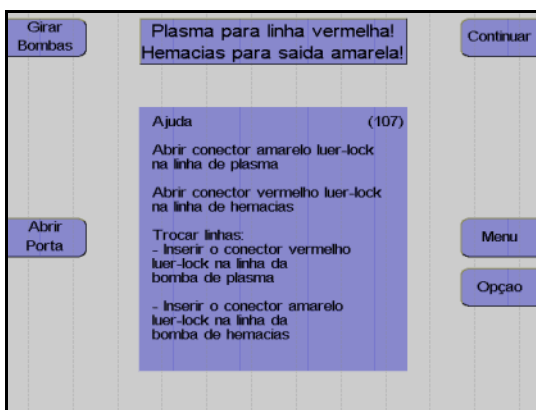 Girar
Bombas
Plasma para linha vermelha!
Hemacias para saida amarela!
Continuar
Ajuda (107)
Abrir conector amarelo luer-lock
na linha de plasma
Abrir conector vermelho luer-lock
na linha de hemacias
Trocar linhas:
- Inserir o conector vermelho
luer-lock na linha da
bomba de plasma
- Inserir o conector amarelo
luer-lock na linha da
bomba de hemacias
Abrir
Porta
Menu
Opçao